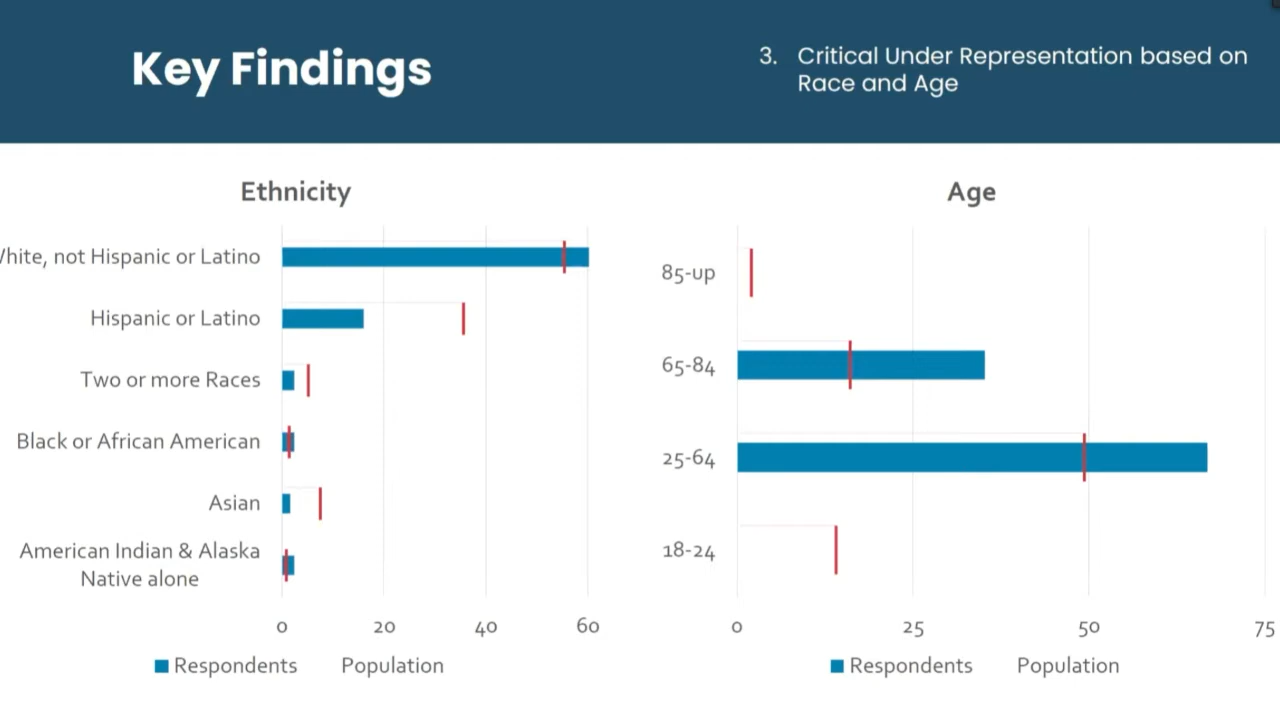 Key Findings
3. Critical Under Representation based on
Race and Age
Ethnicity
White, not Hispanic or Latino
Hispanic or Latino
Two or more Races
Black or African American
Asian
American Indian & Alaska
Native alone
0 20 40 60
Respondents Population
Age
85-up
65-84
25-64
18-24
0 25 50 75
Respondents Population